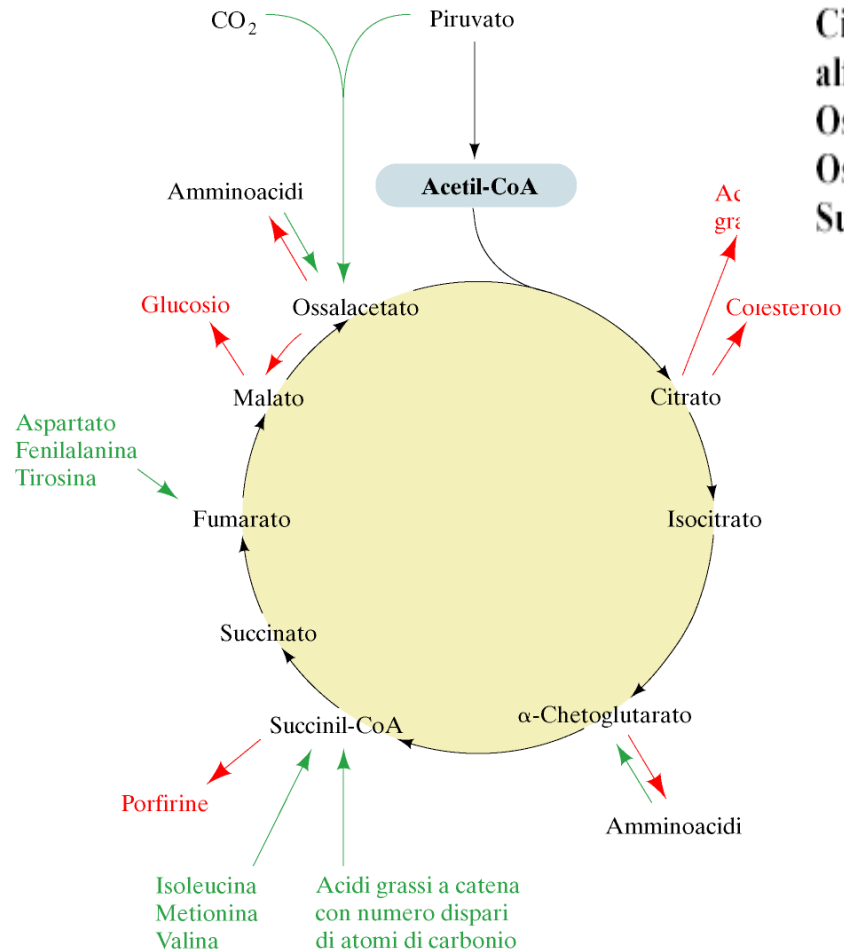 CO₂
Piruvato
Acetil-CoA
Amminoacidi
Glucosio
Ossalacetato
Colesterolo
Malato
Citrato
Aspartato
Fenilalanina
Tirosina
Fumarato
Isocitrato
Succinato
α-Chetoglutarato
Succinil-CoA
Porfirine
Amminoacidi
Isoleucina
Metionina
Valina
Acidi grassi a catena
con numero dispari
di atomi di carbonio